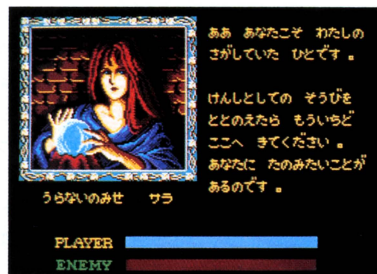 ああ あなたこそ わたしの
さがしていた ひとです。
けんしとしての そうびを
ととのえたら もういちど
ここへ きてください。
あなたに たのみたいことが
あるのです。
うらないのみせ サラ
PLAYER
ENEMY